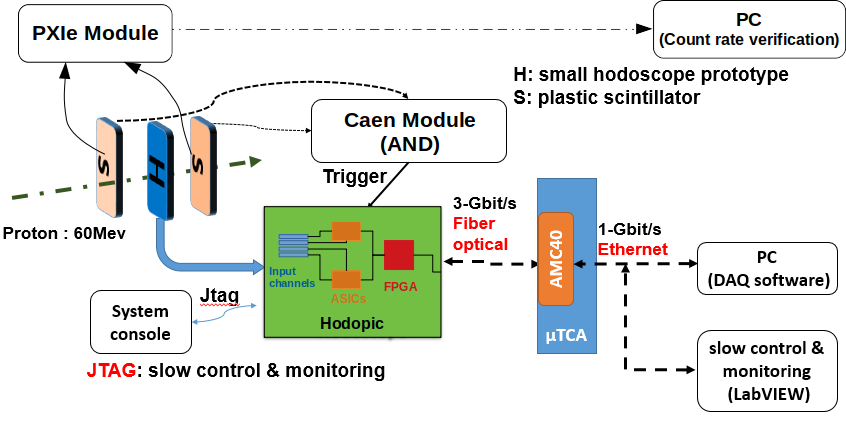 PXIe Module
PC
(Count rate verification)
H: small hodoscope prototype
S: plastic scintillator
Caen Module
(AND)
S
H
S
Trigger
Proton : 60Mev
3-Gbit/s
Fiber
optical
1-Gbit/s
Ethernet
AMC40
µTCA
PC
(DAQ software)
Input
channels
ASICs
FPGA
Hodopic
Jtag
System
console
JTAG: slow control & monitoring
slow control &
monitoring
(LabVIEW)